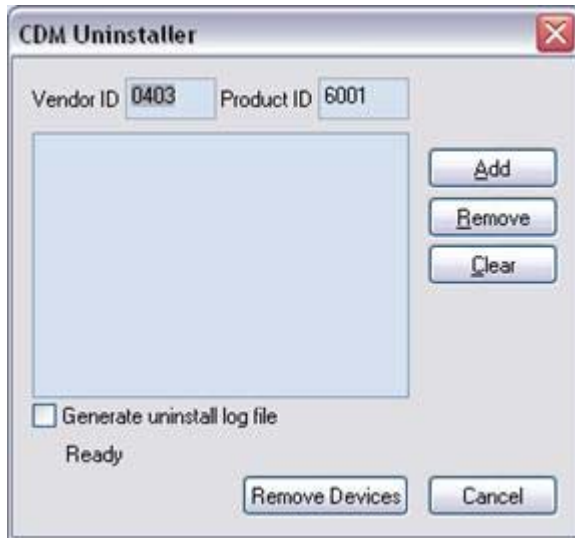 CDM Uninstaller
Vendor ID 0403 Product ID 6001
Add
Remove
Clear
Generate uninstall log file
Ready
Remove Devices Cancel